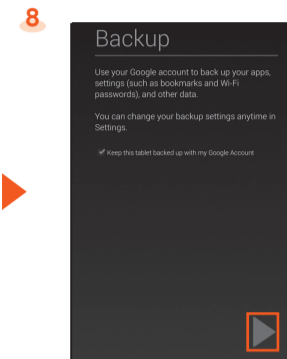 8
Backup
Use your Google account to back up your apps,
settings (such as bookmarks and Wi-Fi
passwords), and other data.
You can change your backup settings anytime in
Settings.
Keep this tablet backed up with my Google Account